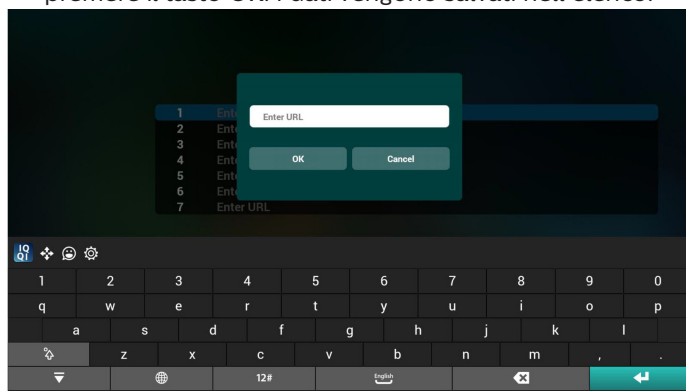 premere il tasto OK. I dati vengono salvati nell'elenco.
Enter URL
OK Cancel
1 Ente
2 Ente
3 Ente
4 Ente
5 Ente
6 Ente
7 Enter URL
IQ
QI
1 2 3 4 5 6 7 8 9 0
q w e r t y u i o p
a s d f g h j k l
z x c v b n m , .
12# English